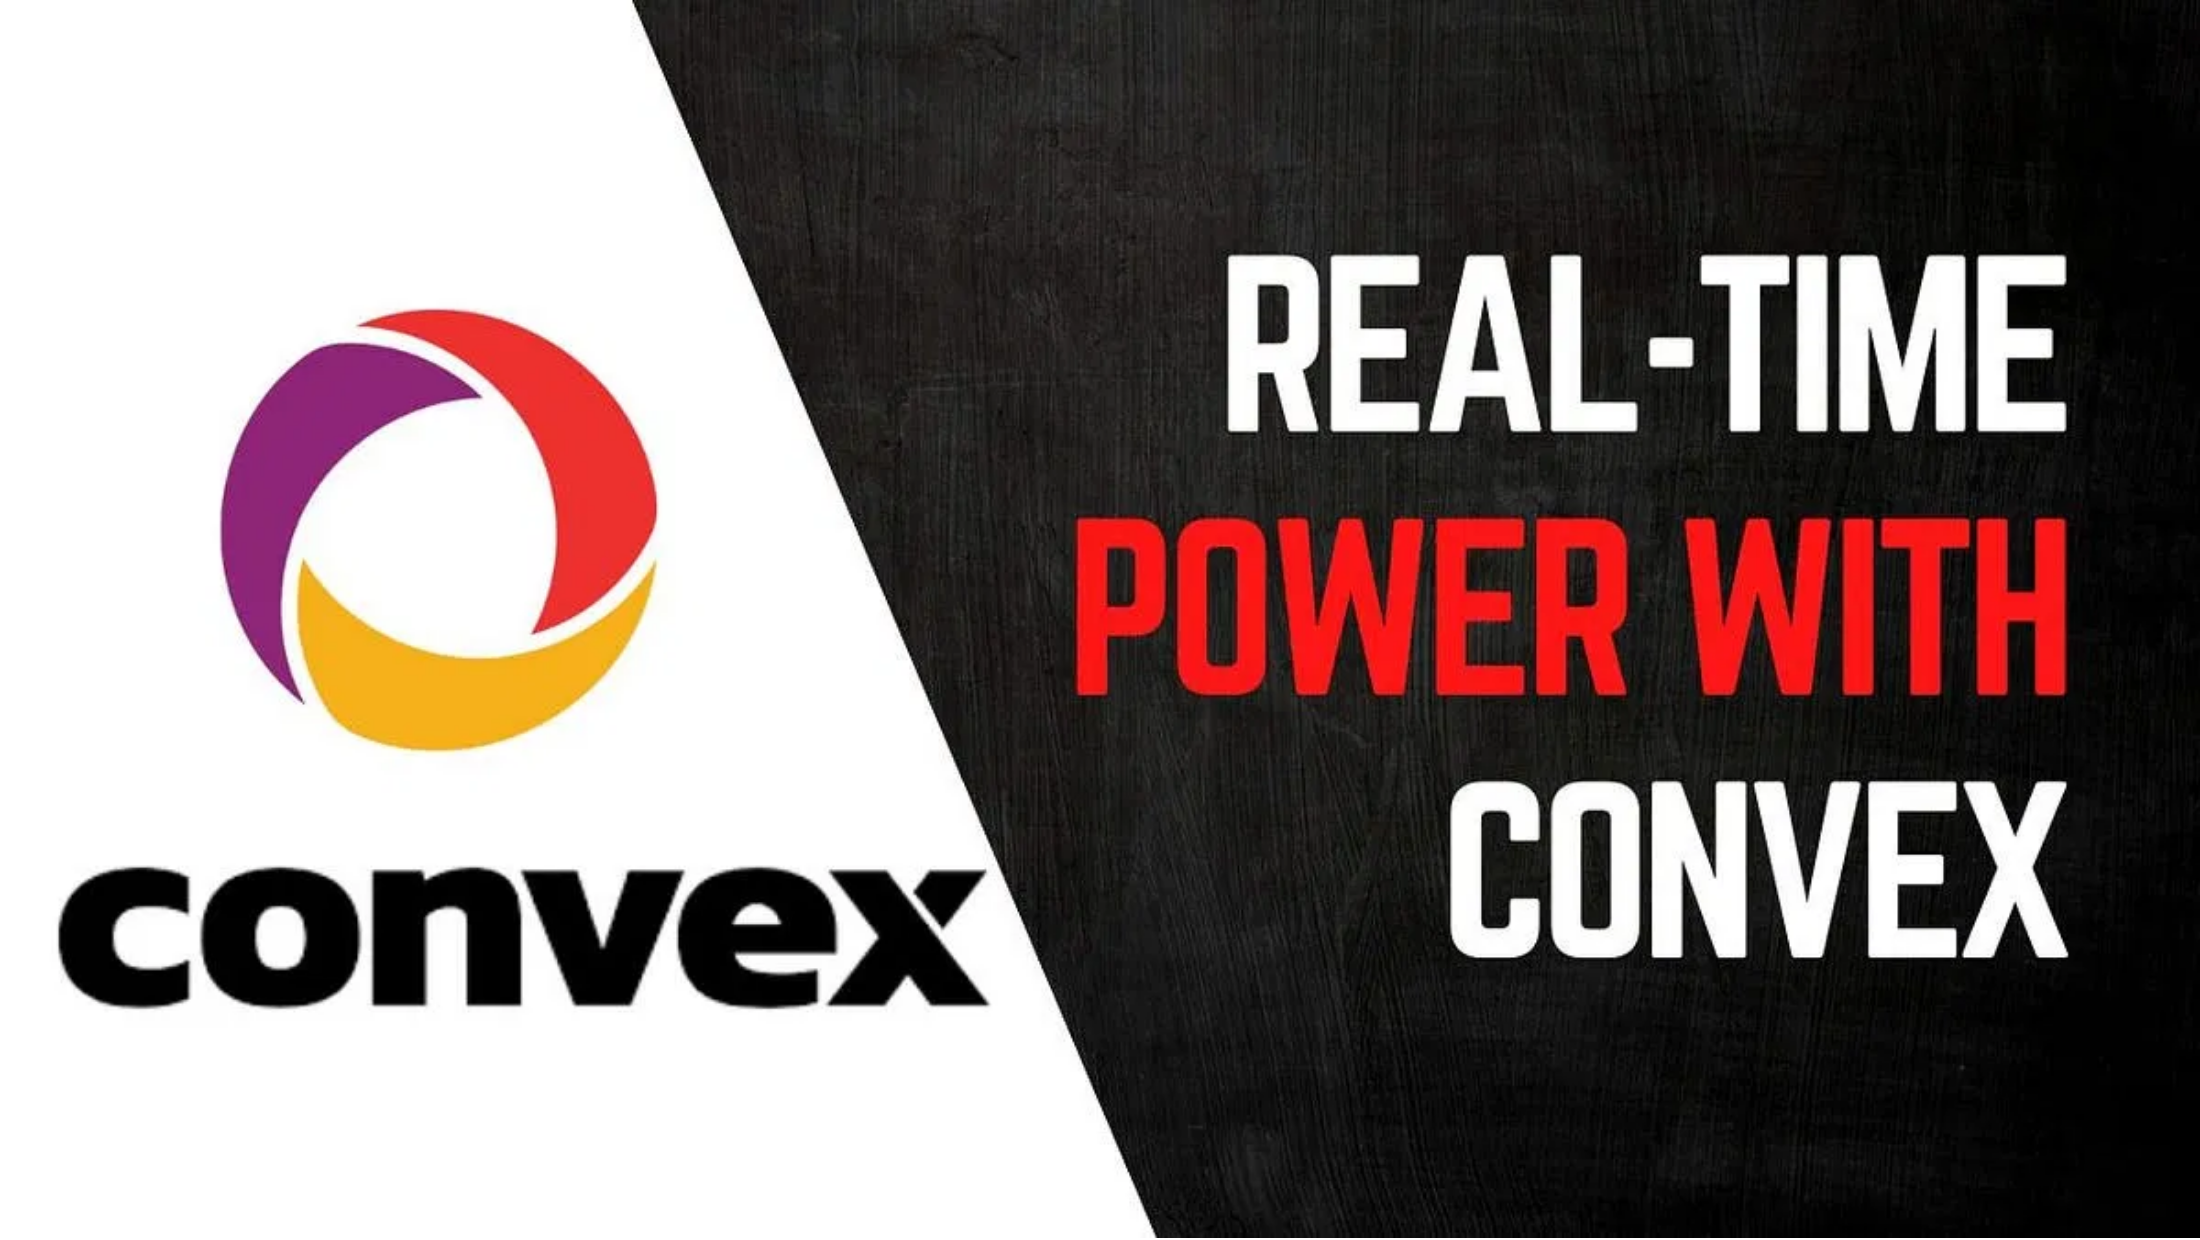 convex
REAL-TIME
POWER WITH
CONVEX